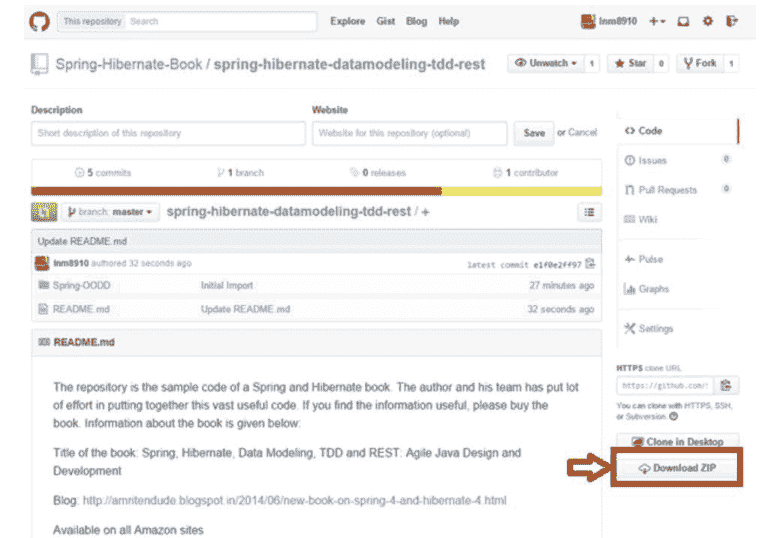 This repository Search Explore Gist Blog Help lnm8910
Spring-Hibernate-Book / spring-hibernate-datamodeling-tdd-rest Unwatch 1 Star 0 Fork 1
Description Website
Short description of this repository Website for this repository (optional) Save or Cancel
5 commits 1 branch 0 releases 1 contributor
branch: master spring-hibernate-datamodeling-tdd-rest / +
Update README.md
lnm8910 authored 32 seconds ago latest commit e1f0e2ff97
Spring-OODD Initial Import 27 minutes ago
README.md Update README.md 32 seconds ago
README.md
The repository is the sample code of a Spring and Hibernate book. The author and his team has put lot
of effort in putting together this vast useful code. If you find the information useful, please buy the
book. Information about the book is given below:
Title of the book: Spring, Hibernate, Data Modeling, TDD and REST: Agile Java Design and
Development
Blog: http://amritendude.blogspot.in/2014/06/new-book-on-spring-4-and-hibernate-4.html
Available on all Amazon sites
Code
Issues 0
Pull Requests 0
Wiki
Pulse
Graphs
Settings
HTTPS clone URL
https://github.com/
You can clone with HTTPS, SSH,
or Subversion.
Clone in Desktop
Download ZIP